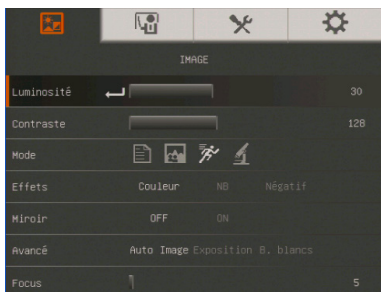 IMAGE
Luminosité 30
Contraste 128
Mode
Effets Couleur NB Négatif
Miroir OFF ON
Avancé Auto Image Exposition B. blancs
Focus 5